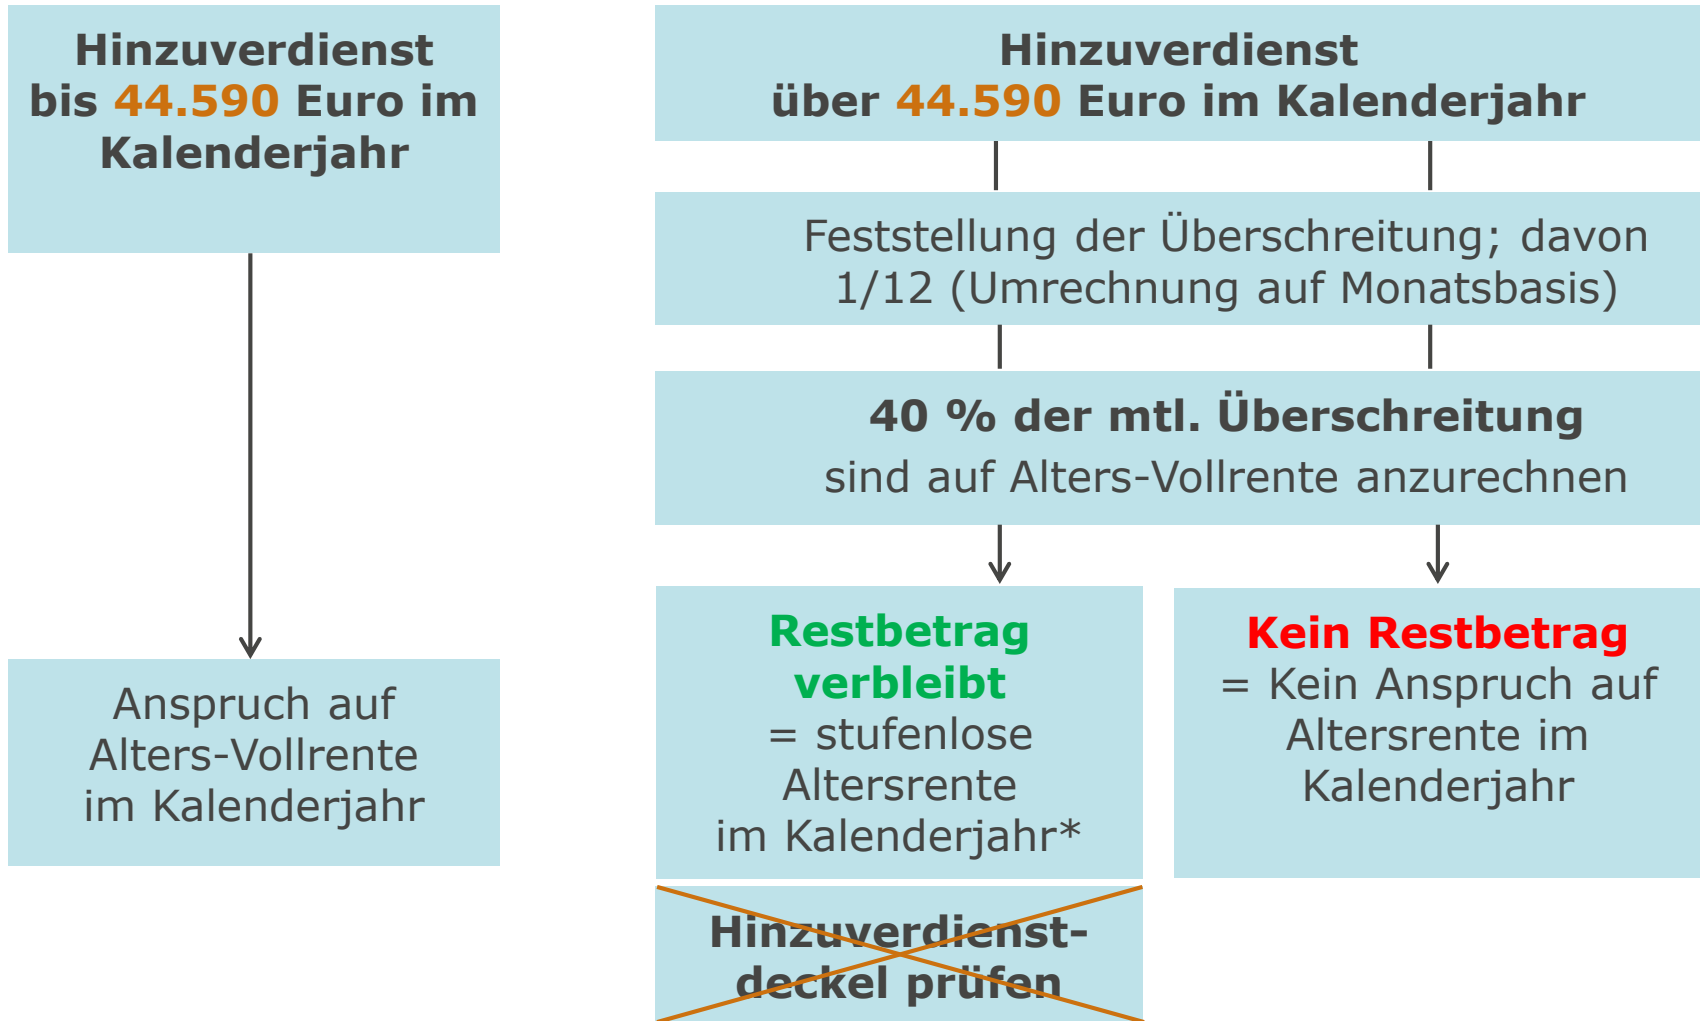 Hinzuverdienst
bis 44.590 Euro im
Kalenderjahr
Anspruch auf
Alters-Vollrente
im Kalenderjahr
Hinzuverdienst
über 44.590 Euro im Kalenderjahr
Feststellung der Überschreitung; davon
1/12 (Umrechnung auf Monatsbasis)
40 % der mtl. Überschreitung
sind auf Alters-Vollrente anzurechnen
Restbetrag
verbleibt
= stufenlose
Altersrente
im Kalenderjahr*
Hinzuverdienst-
deckel prüfen
Kein Restbetrag
= Kein Anspruch auf
Altersrente im
Kalenderjahr